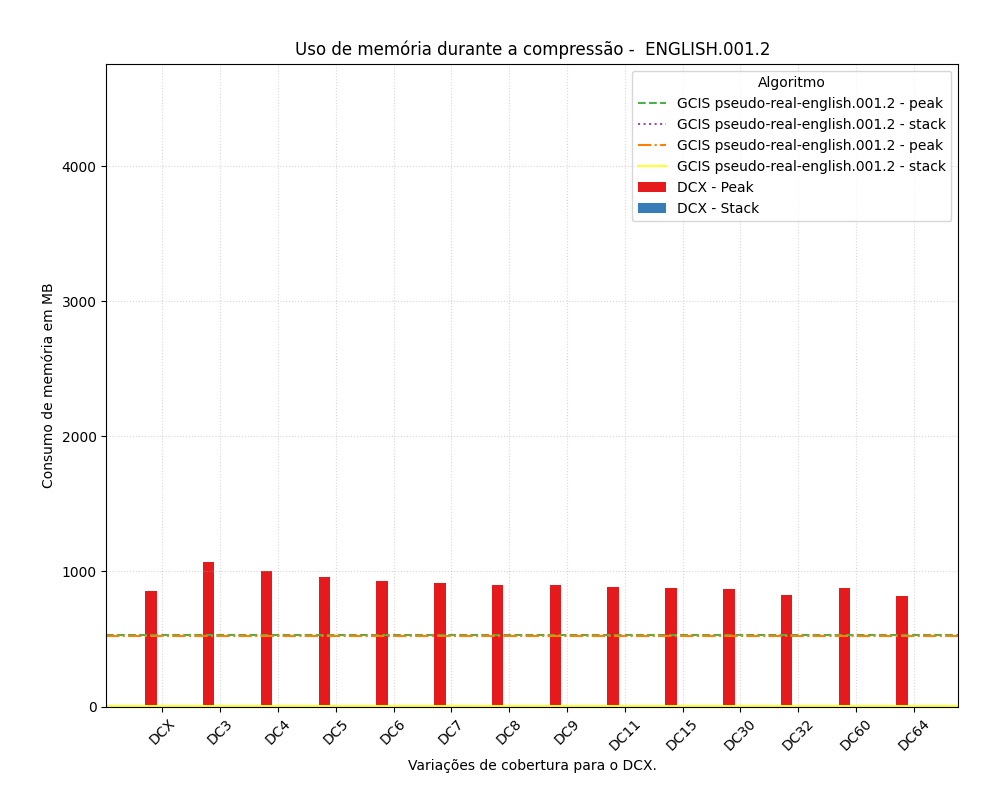 Uso de memória durante a compressão -  ENGLISH.001.2
Algoritmo
GCIS pseudo-real-english.001.2 - peak
GCIS pseudo-real-english.001.2 - stack
GCIS pseudo-real-english.001.2 - peak
GCIS pseudo-real-english.001.2 - stack
DCX - Peak
DCX - Stack
Consumo de memória em MB
4000
3000
2000
1000
0
DCX DC3 DC4 DC5 DC6 DC7 DC8 DC9 DC11 DC15 DC30 DC32 DC60 DC64
Variações de cobertura para o DCX.